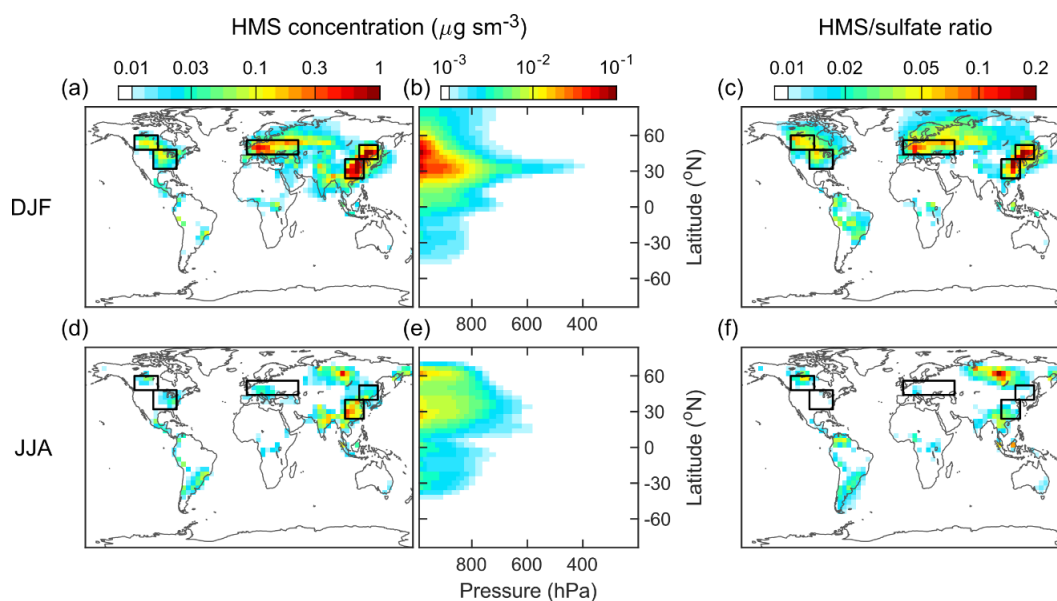 HMS concentration (μg sm⁻³)
HMS/sulfate ratio
0.01 0.03 0.1 0.3 1
10⁻³ 10⁻² 10⁻¹
0.01 0.02 0.05 0.1 0.2
(a)
(b)
(c)
DJF
60
30
0
-30
-60
Latitude (°N)
800 600 400
(d)
(e)
(f)
JJA
60
30
0
-30
-60
Latitude (°N)
800 600 400
Pressure (hPa)